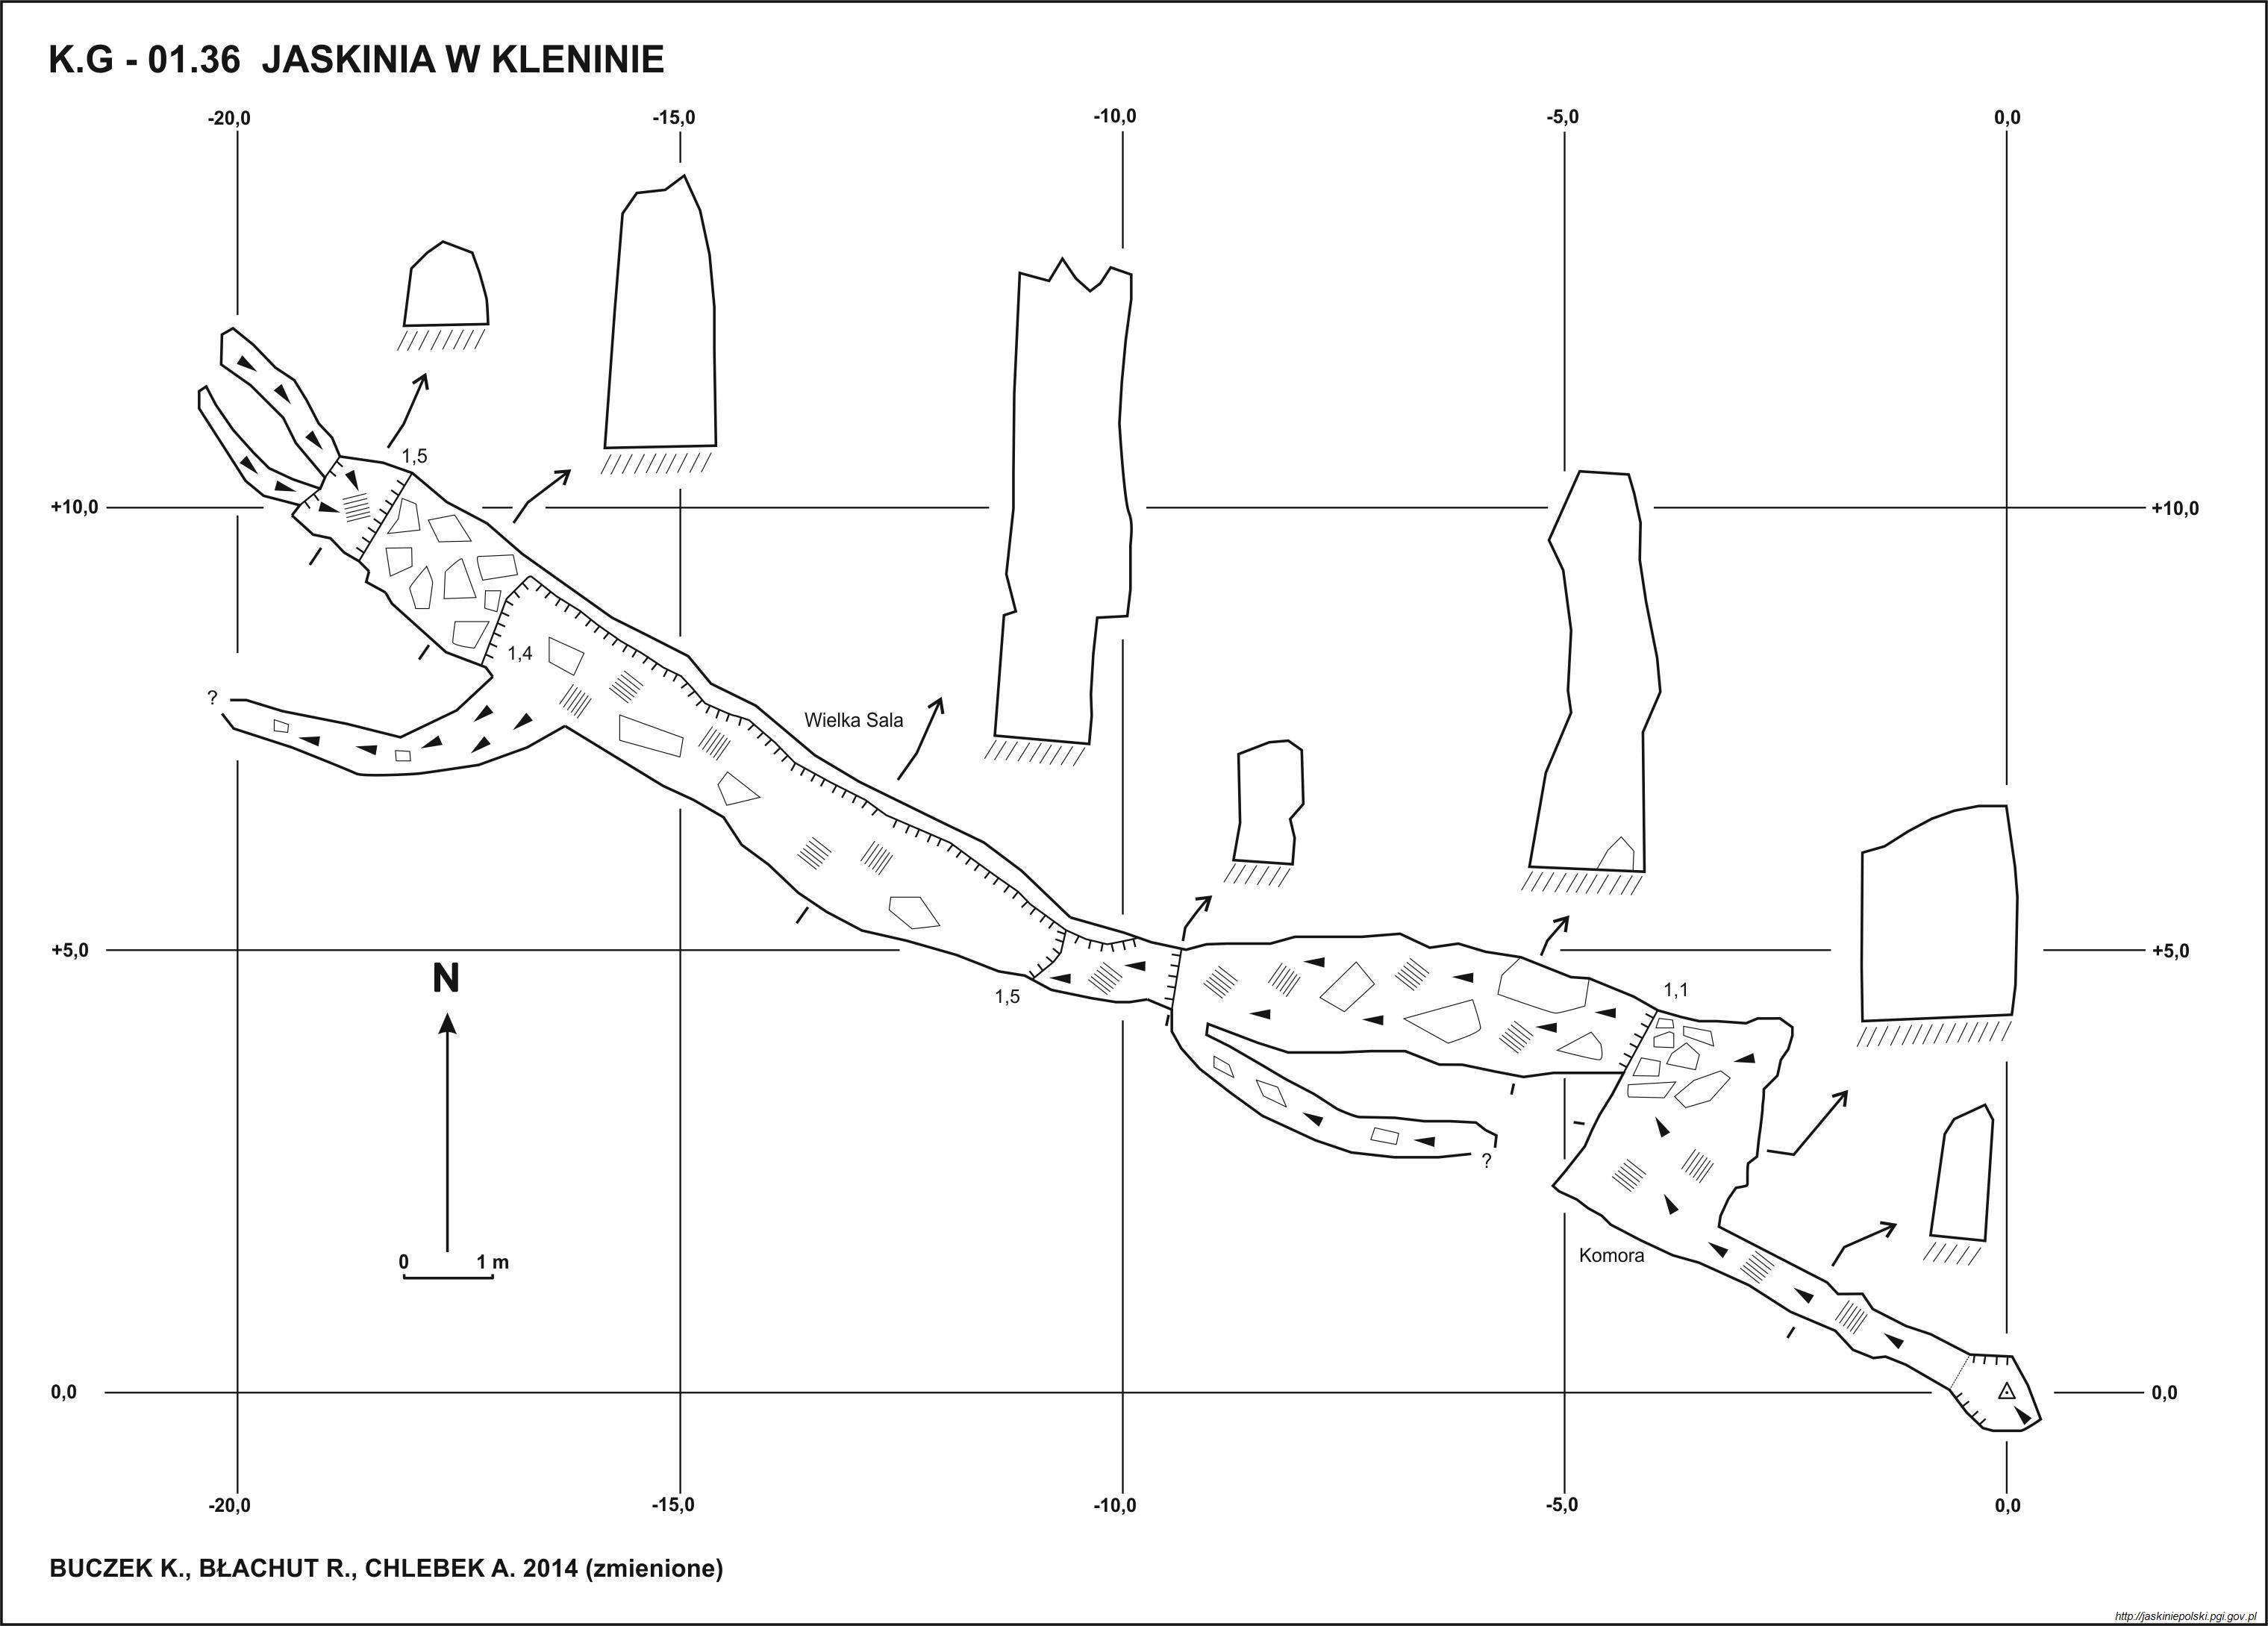 K.G - 01.36 JASKINIA W KLENINIE
-20,0 -15,0 -10,0 -5,0 0,0
1,5
+10,0 +10,0
1,4
?
Wielka Sala
+5,0 +5,0
N
1,5
1,1
?
Komora
0 1 m
0,0 0,0
-20,0 -15,0 -10,0 -5,0 0,0
BUCZEK K., BŁACHUT R., CHLEBEK A. 2014 (zmienione)
http://jaskiniepolski.pgi.gov.pl